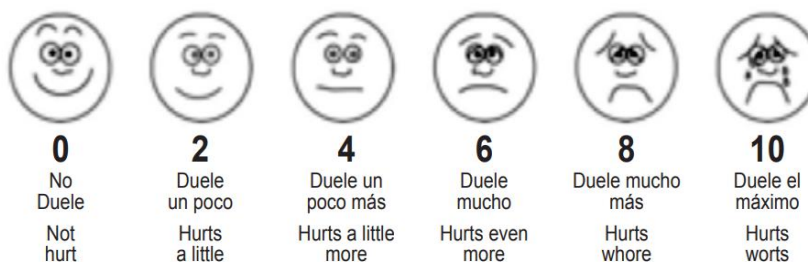 0 2 4 6 8 10
No Duele Duele un Duele Duele mucho Duele el
Duele un poco poco más mucho más máximo
Not Hurts Hurts a little Hurts even Hurts Hurts
hurt a little more more whore worts